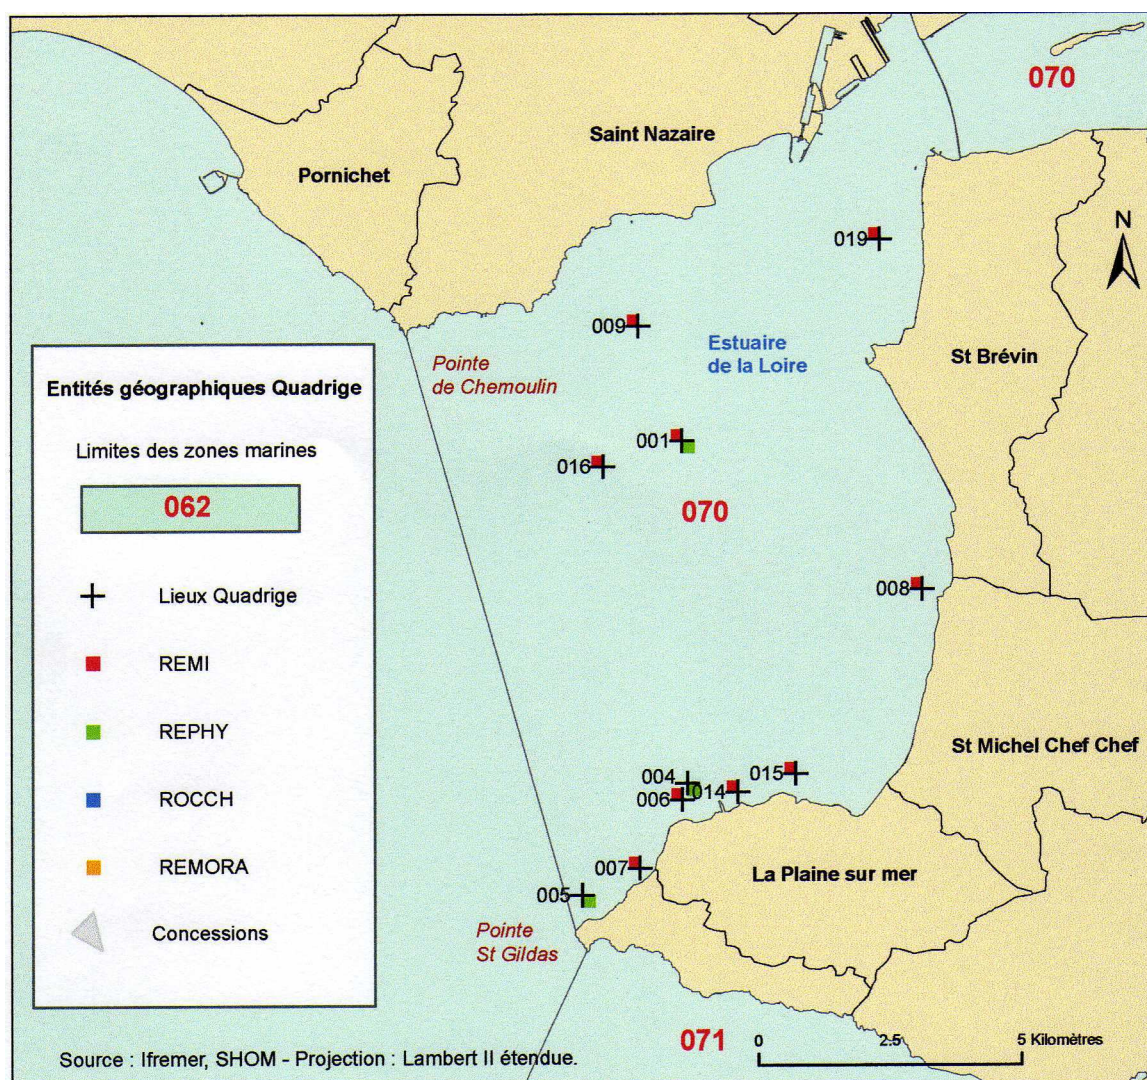 070
Saint Nazaire
Pornichet
019
N
009
Estuaire
de la Loire
St Brévin
Pointe
de Chemoulin
001
016
070
008
Entités géographiques Quadrige
Limites des zones marines
062
Lieux Quadrige
REMI
REPHY
ROCCH
REMORA
Concessions
St Michel Chef Chef
004
015
006
014
007
La Plaine sur mer
005
Pointe
St Gildas
071
0 2.5 5 Kilomètres
Source : Ifremer, SHOM - Projection : Lambert II étendue.